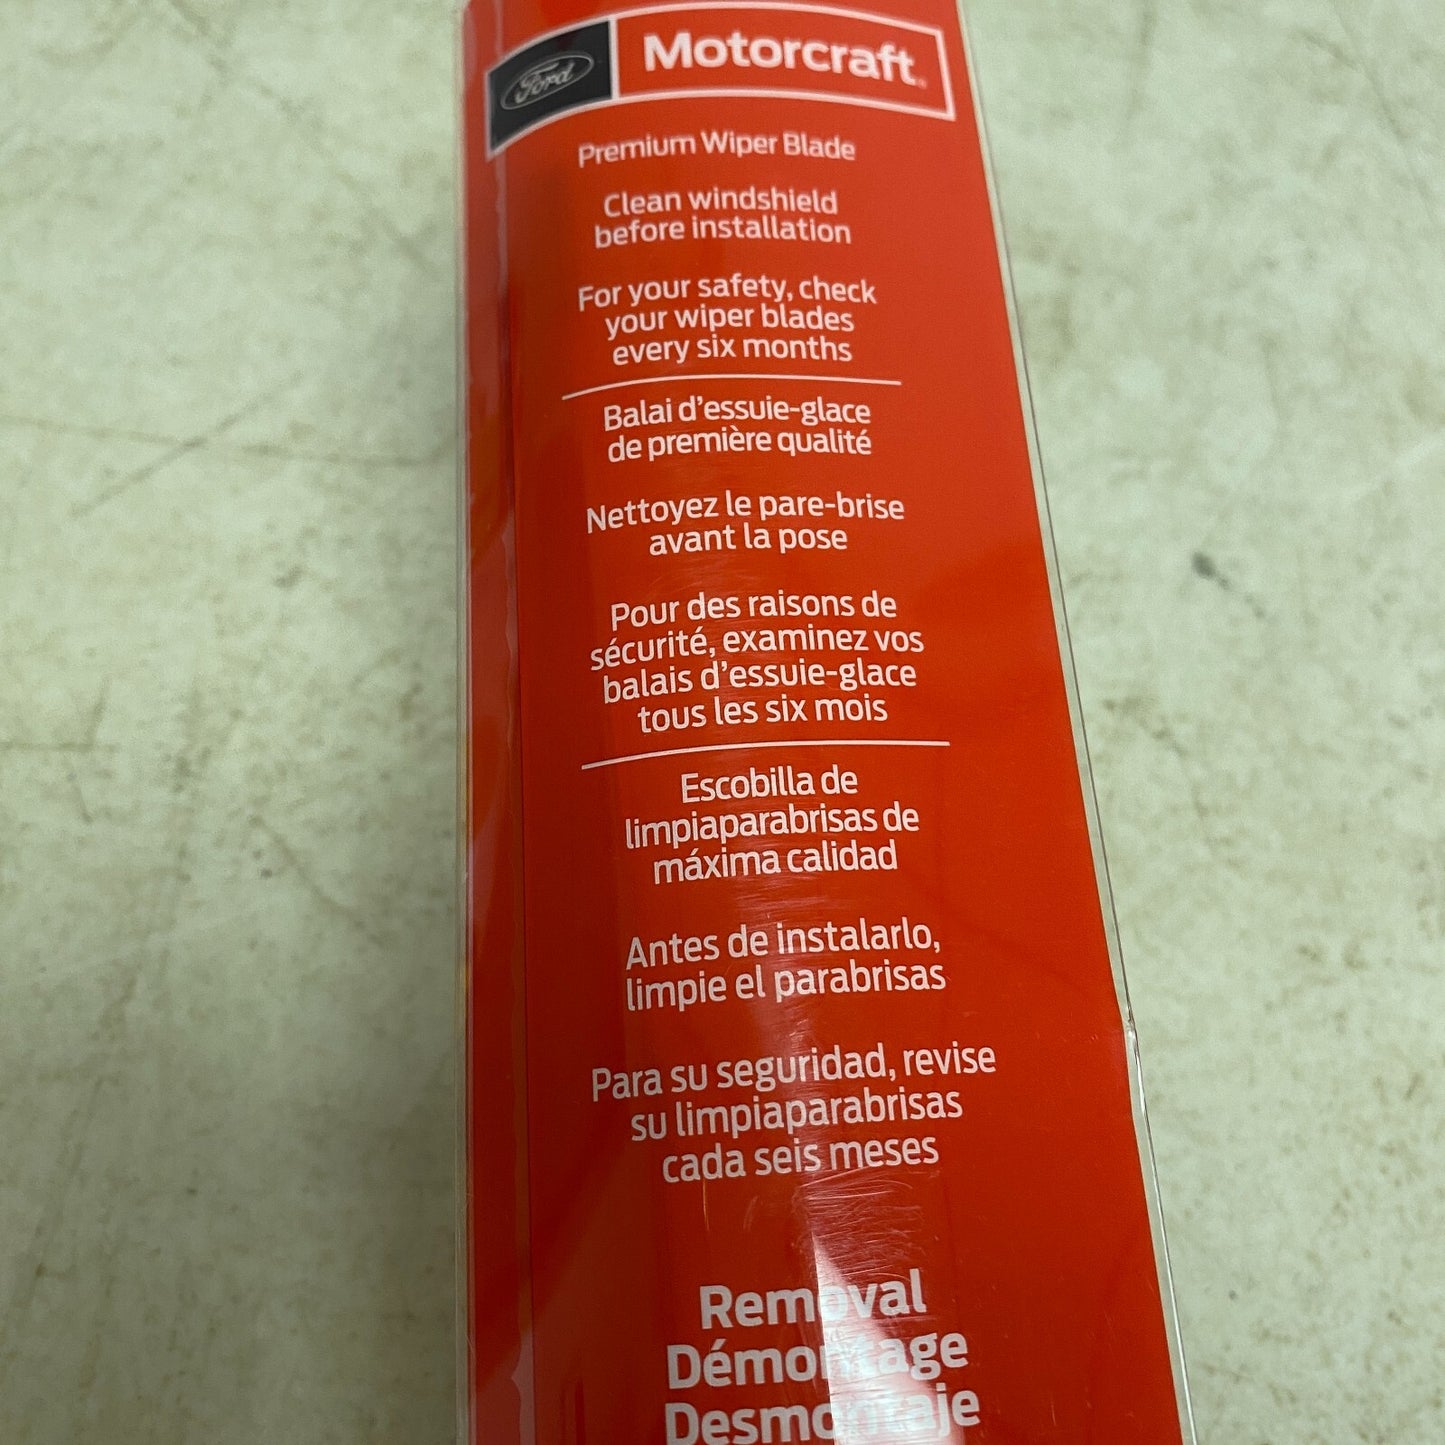 Ford Motorcraft®
Premium Wiper Blade
Clean windshield
before installation
For your safety, check
your wiper blades
every six months
Balai d'essuie-glace
de première qualité
Nettoyez le pare-brise
avant la pose
Pour des raisons de
sécurité, examinez vos
balais d'essuie-glace
tous les six mois
Escobilla de
limpiaparabrisas de
máxima calidad
Antes de instalarlo,
limpie el parabrisas
Para su seguridad, revise
su limpiaparabrisas
cada seis meses
Removal
Démontage
Desmontaje